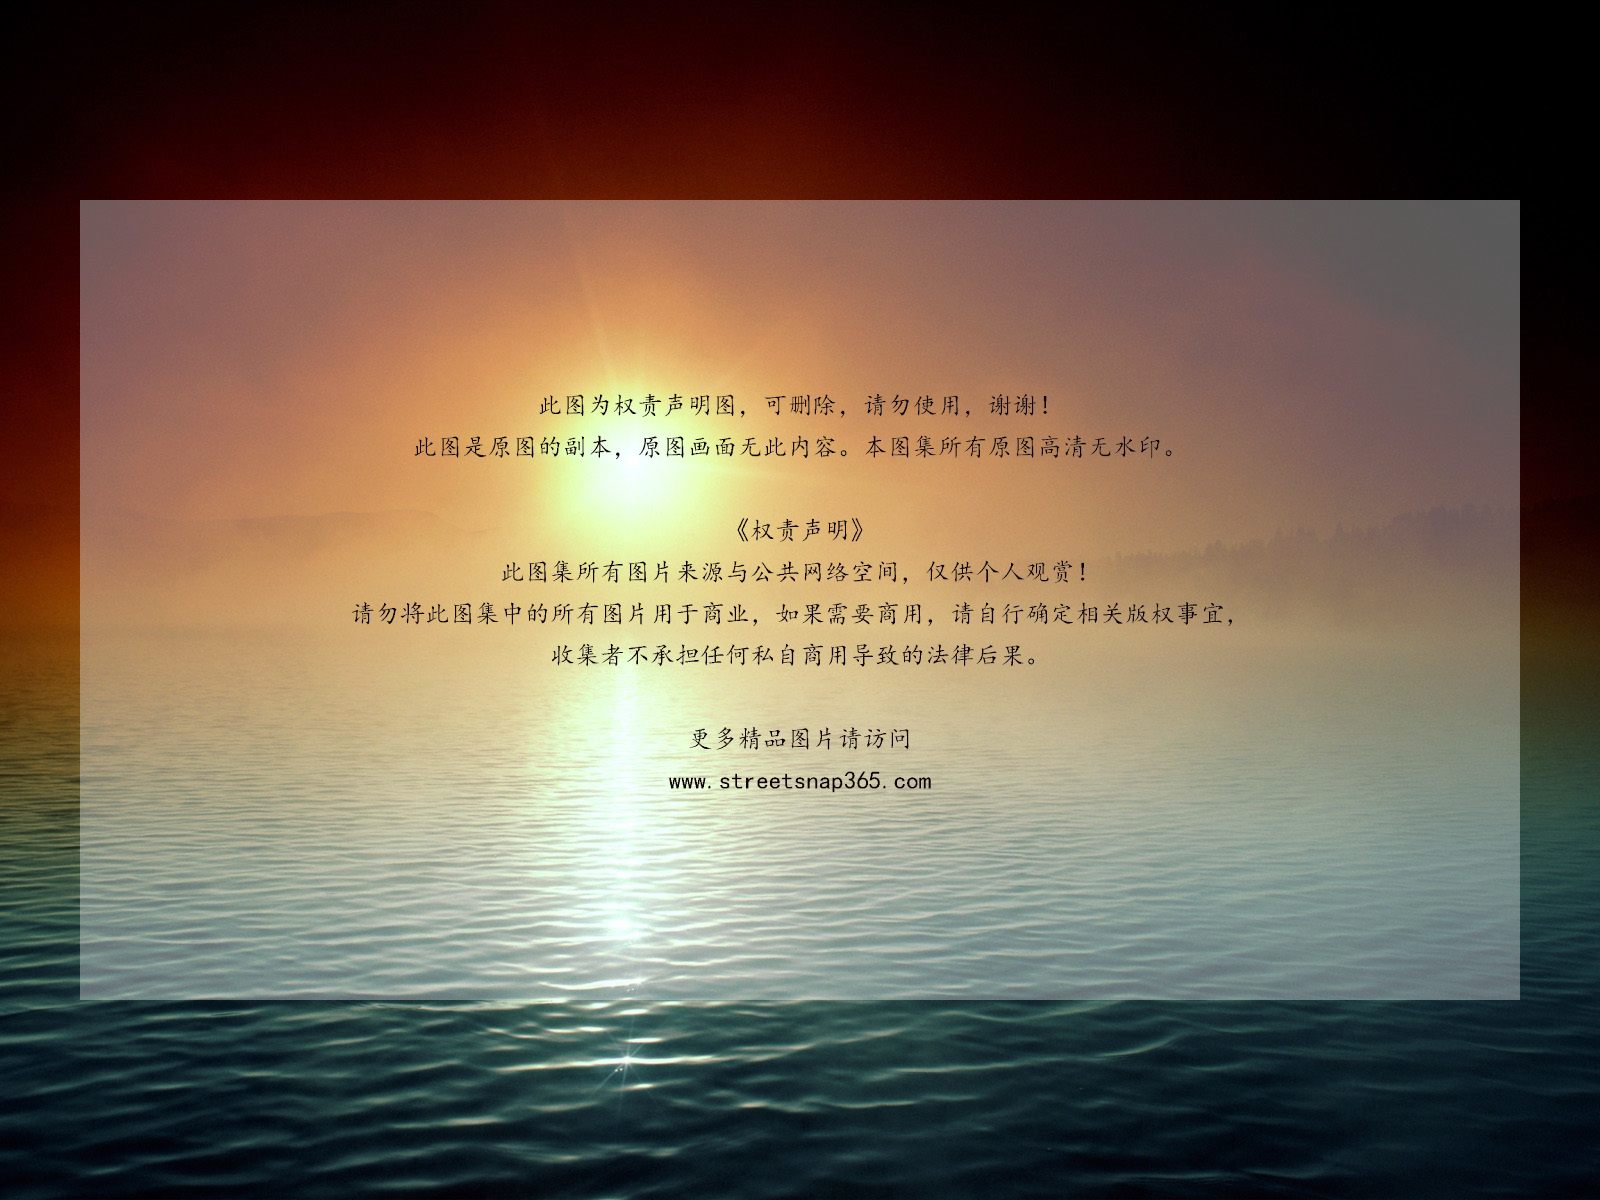 此图为权责声明图，可删除，请勿使用，谢谢！
此图是原图的副本，原图画面无此内容。本图集所有原图高清无水印。
《权责声明》
此图集所有图片来源与公共网络空间，仅供个人观赏！
请勿将此图集中的所有图片用于商业，如果需要商用，请自行确定相关版权事宜，
收集者不承担任何私自商用导致的法律后果。
更多精品图片请访问
www.streetsnap365.com